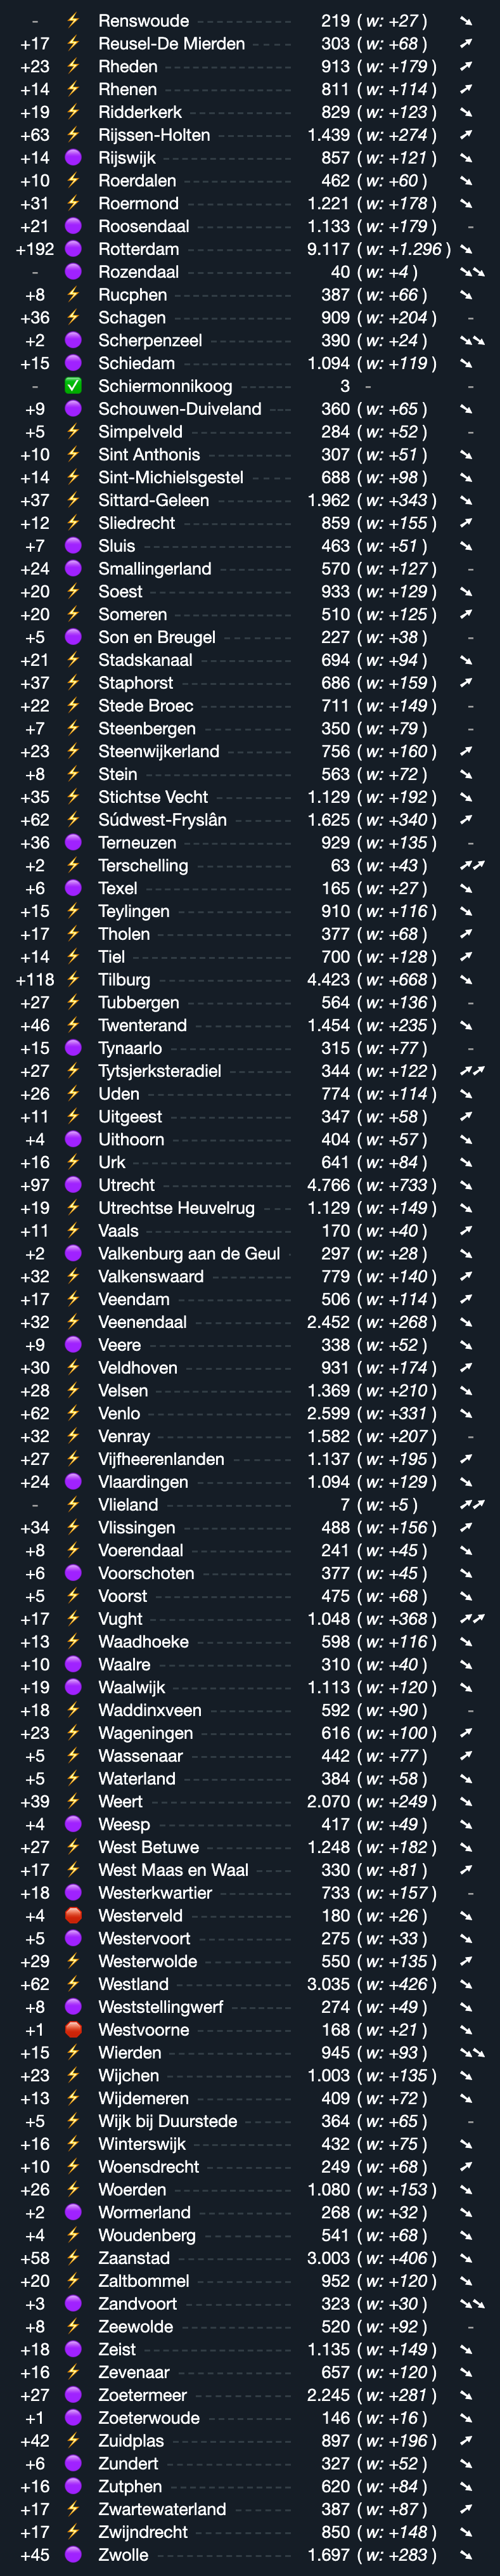 - ⚡ Renswoude 219 ( w: +27 )
+17 ⚡ Reusel-De Mierden 303 ( w: +68 )
+23 ⚡ Rheden 913 ( w: +179 )
+14 ⚡ Rhenen 811 ( w: +114 )
+19 ⚡ Ridderkerk 829 ( w: +123 )
+63 ⚡ Rijssen-Holten 1.439 ( w: +274 )
+14 🟣 Rijswijk 857 ( w: +121 )
+10 ⚡ Roerdalen 462 ( w: +60 )
+31 ⚡ Roermond 1.221 ( w: +178 )
+21 🟣 Roosendaal 1.133 ( w: +179 ) -
+192 🟣 Rotterdam 9.117 ( w: +1.296 )
- 🟣 Rozendaal 40 ( w: +4 )
+8 ⚡ Rucphen 387 ( w: +66 )
+36 ⚡ Schagen 909 ( w: +204 ) -
+2 🟣 Scherpenzeel 390 ( w: +24 )
+15 🟣 Schiedam 1.094 ( w: +119 )
- ✅ Schiermonnikoog 3 - -
+9 🟣 Schouwen-Duiveland 360 ( w: +65 )
+5 ⚡ Simpelveld 284 ( w: +52 ) -
+10 ⚡ Sint Anthonis 307 ( w: +51 )
+14 ⚡ Sint-Michielsgestel 688 ( w: +98 )
+37 ⚡ Sittard-Geleen 1.962 ( w: +343 )
+12 ⚡ Sliedrecht 859 ( w: +155 )
+7 🟣 Sluis 463 ( w: +51 )
+24 🟣 Smallingerland 570 ( w: +127 ) -
+20 ⚡ Soest 933 ( w: +129 )
+20 ⚡ Someren 510 ( w: +125 )
+5 🟣 Son en Breugel 227 ( w: +38 ) -
+21 ⚡ Stadskanaal 694 ( w: +94 )
+37 ⚡ Staphorst 686 ( w: +159 )
+22 ⚡ Stede Broec 711 ( w: +149 ) -
+7 ⚡ Steenbergen 350 ( w: +79 ) -
+23 ⚡ Steenwijkerland 756 ( w: +160 )
+8 ⚡ Stein 563 ( w: +72 )
+35 ⚡ Stichtse Vecht 1.129 ( w: +192 )
+62 ⚡ Súdwest-Fryslân 1.625 ( w: +340 )
+36 🟣 Terneuzen 929 ( w: +135 ) -
+2 ⚡ Terschelling 63 ( w: +43 )
+6 🟣 Texel 165 ( w: +27 )
+15 ⚡ Teylingen 910 ( w: +116 )
+17 ⚡ Tholen 377 ( w: +68 )
+14 ⚡ Tiel 700 ( w: +128 )
+118 ⚡ Tilburg 4.423 ( w: +668 )
+27 ⚡ Tubbergen 564 ( w: +136 ) -
+46 ⚡ Twenterand 1.454 ( w: +235 )
+15 🟣 Tynaarlo 315 ( w: +77 ) -
+27 ⚡ Tytsjerksteradiel 344 ( w: +122 )
+26 ⚡ Uden 774 ( w: +114 )
+11 ⚡ Uitgeest 347 ( w: +58 )
+4 🟣 Uithoorn 404 ( w: +57 )
+16 ⚡ Urk 641 ( w: +84 )
+97 🟣 Utrecht 4.766 ( w: +733 )
+19 ⚡ Utrechtse Heuvelrug 1.129 ( w: +149 )
+11 ⚡ Vaals 170 ( w: +40 )
+2 🟣 Valkenburg aan de Geul 297 ( w: +28 )
+32 ⚡ Valkenswaard 779 ( w: +140 )
+17 ⚡ Veendam 506 ( w: +114 )
+32 ⚡ Veenendaal 2.452 ( w: +268 )
+9 🟣 Veere 338 ( w: +52 )
+30 ⚡ Veldhoven 931 ( w: +174 )
+28 ⚡ Velsen 1.369 ( w: +210 )
+62 ⚡ Venlo 2.599 ( w: +331 )
+32 ⚡ Venray 1.582 ( w: +207 ) -
+27 ⚡ Vijfheerenlanden 1.137 ( w: +195 )
+24 🟣 Vlaardingen 1.094 ( w: +129 )
- ⚡ Vlieland 7 ( w: +5 )
+34 ⚡ Vlissingen 488 ( w: +156 )
+8 ⚡ Voerendaal 241 ( w: +45 )
+6 🟣 Voorschoten 377 ( w: +45 )
+5 ⚡ Voorst 475 ( w: +68 )
+17 ⚡ Vught 1.048 ( w: +368 )
+13 ⚡ Waadhoeke 598 ( w: +116 )
+10 🟣 Waalre 310 ( w: +40 )
+19 🟣 Waalwijk 1.113 ( w: +120 )
+18 ⚡ Waddinxveen 592 ( w: +90 ) -
+23 ⚡ Wageningen 616 ( w: +100 )
+5 ⚡ Wassenaar 442 ( w: +77 )
+5 ⚡ Waterland 384 ( w: +58 )
+39 ⚡ Weert 2.070 ( w: +249 )
+4 🟣 Weesp 417 ( w: +49 )
+27 ⚡ West Betuwe 1.248 ( w: +182 )
+17 ⚡ West Maas en Waal 330 ( w: +81 )
+18 🟣 Westerkwartier 733 ( w: +157 ) -
+4 🛑 Westerveld 180 ( w: +26 )
+5 🟣 Westervoort 275 ( w: +33 )
+29 ⚡ Westerwolde 550 ( w: +135 )
+62 ⚡ Westland 3.035 ( w: +426 )
+8 🟣 Weststellingwerf 274 ( w: +49 )
+1 🛑 Westvoorne 168 ( w: +21 )
+15 ⚡ Wierden 945 ( w: +93 )
+23 ⚡ Wijchen 1.003 ( w: +135 )
+13 ⚡ Wijdemeren 409 ( w: +72 )
+5 ⚡ Wijk bij Duurstede 364 ( w: +65 ) -
+16 ⚡ Winterswijk 432 ( w: +75 )
+10 ⚡ Woensdrecht 249 ( w: +68 )
+26 ⚡ Woerden 1.080 ( w: +153 )
+2 🟣 Wormerland 268 ( w: +32 )
+4 ⚡ Woudenberg 541 ( w: +68 )
+58 ⚡ Zaanstad 3.003 ( w: +406 )
+20 ⚡ Zaltbommel 952 ( w: +120 )
+3 🟣 Zandvoort 323 ( w: +30 )
+8 ⚡ Zeewolde 520 ( w: +92 ) -
+18 🟣 Zeist 1.135 ( w: +149 )
+16 ⚡ Zevenaar 657 ( w: +120 )
+27 🟣 Zoetermeer 2.245 ( w: +281 )
+1 🟣 Zoeterwoude 146 ( w: +16 )
+42 ⚡ Zuidplas 897 ( w: +196 )
+6 🟣 Zundert 327 ( w: +52 )
+16 🟣 Zutphen 620 ( w: +84 )
+17 ⚡ Zwartewaterland 387 ( w: +87 )
+17 ⚡ Zwijndrecht 850 ( w: +148 )
+45 🟣 Zwolle 1.697 ( w: +283 )